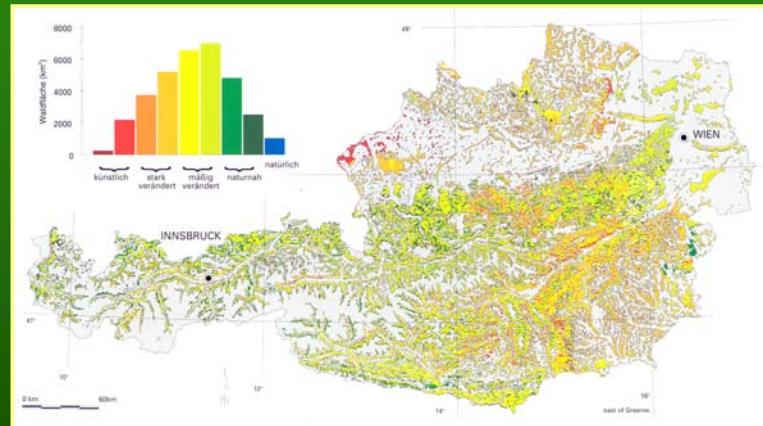 8000
6000
4000
2000
0
Waldfläche (km²)
künstlich
stark
verändert
mäßig
verändert
naturnah
natürlich
49°
WIEN
INNSBRUCK
47°
10°
12°
14°
16°
0 km 60km
east of Greenw.